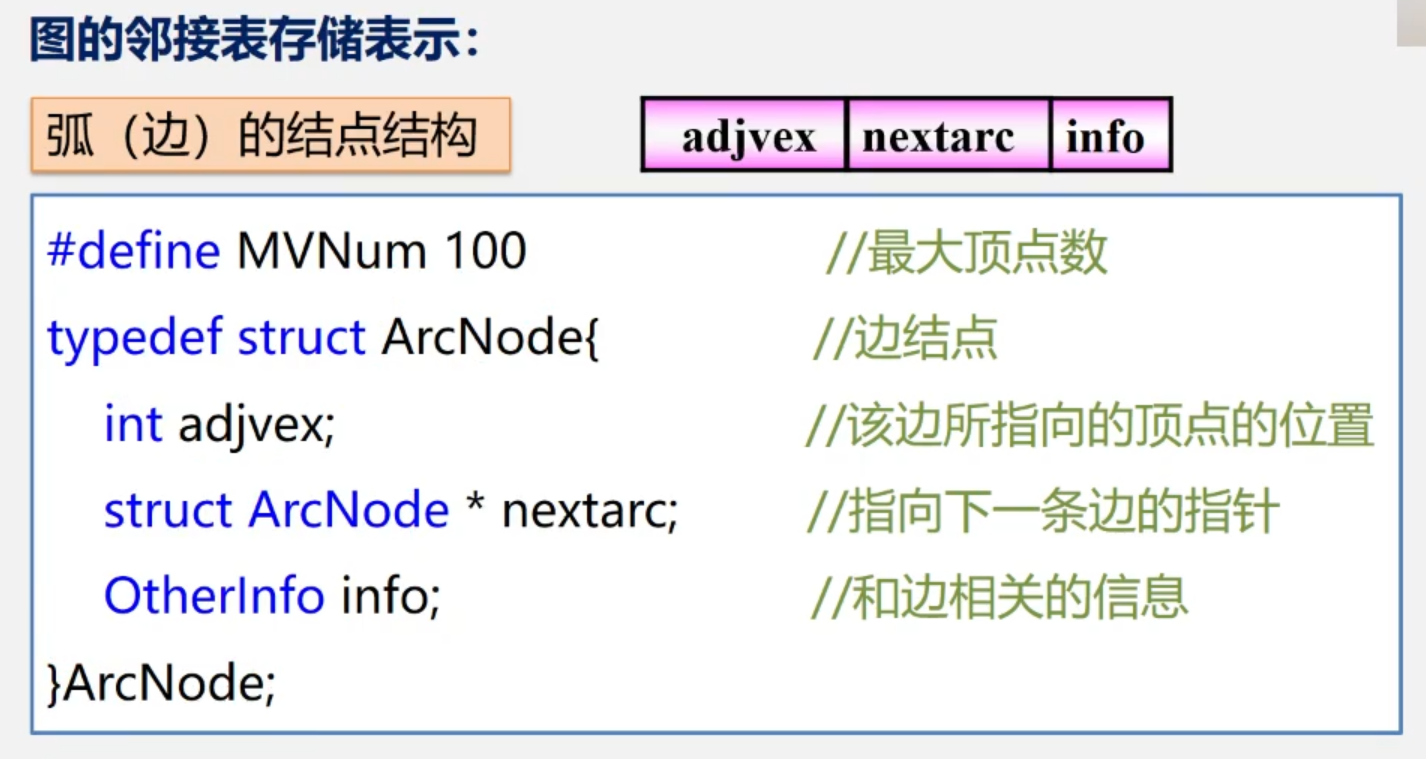 图的邻接表存储表示：
弧（边）的结点结构
adjvex nextarc info
#define MVNum 100 //最大顶点数
typedef struct ArcNode{ //边结点
int adjvex; //该边所指向的顶点的位置
struct ArcNode * nextarc; //指向下一条边的指针
OtherInfo info; //和边相关的信息
}ArcNode;